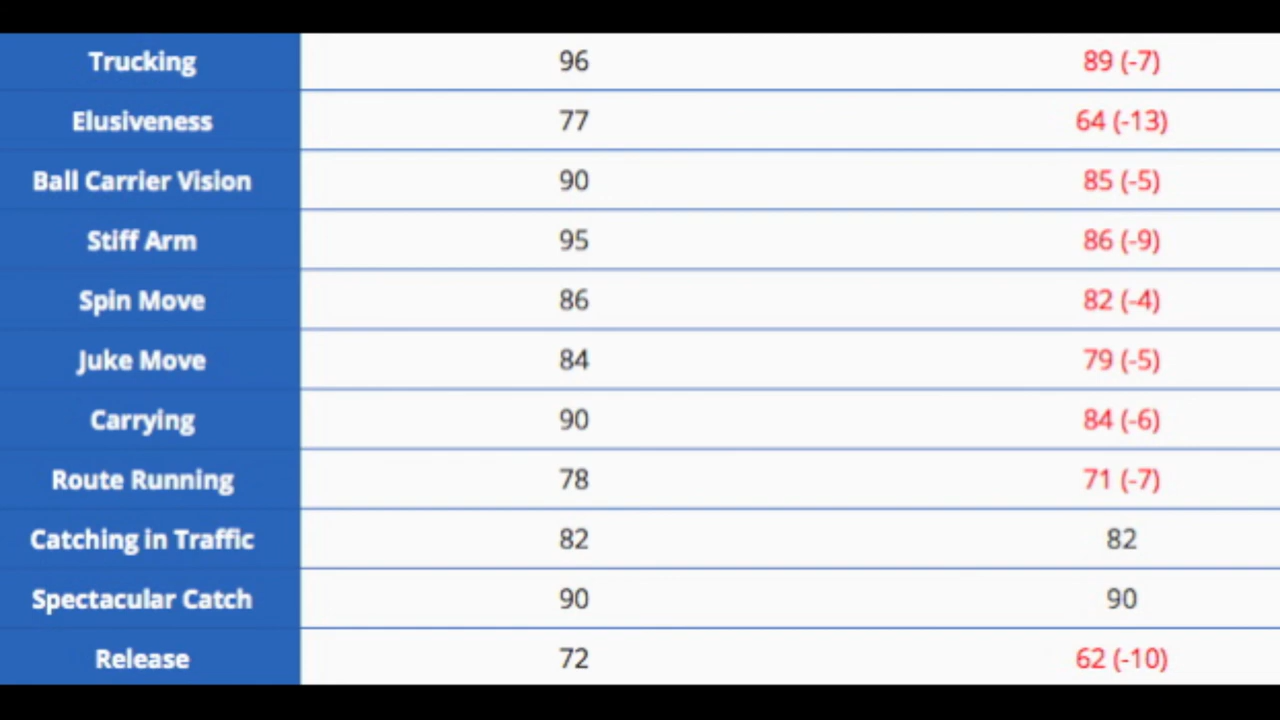 Trucking 96 89 (-7)
Elusiveness 77 64 (-13)
Ball Carrier Vision 90 85 (-5)
Stiff Arm 95 86 (-9)
Spin Move 86 82 (-4)
Juke Move 84 79 (-5)
Carrying 90 84 (-6)
Route Running 78 71 (-7)
Catching in Traffic 82 82
Spectacular Catch 90 90
Release 72 62 (-10)